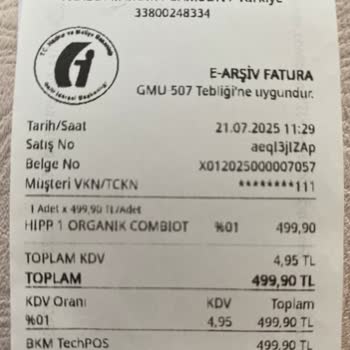 33800248334
E-ARŞİV FATURA
GMU 507 Tebliği'ne uygundur.
Tarih/Saat 21.07.2025 11:29
Satış No aeql3jlZAp
Belge No X012025000007057
Müşteri VKN/TCKN ********111
1 Adet x 499,90 TL/Adet
HIPP 1 ORGANIK COMBIOT %01 499,90
TOPLAM KDV 4,95 TL
TOPLAM 499,90 TL
KDV Oranı KDV Toplam
%01 4,95 499,90 TL
BKM TechPOS 499,90 TL